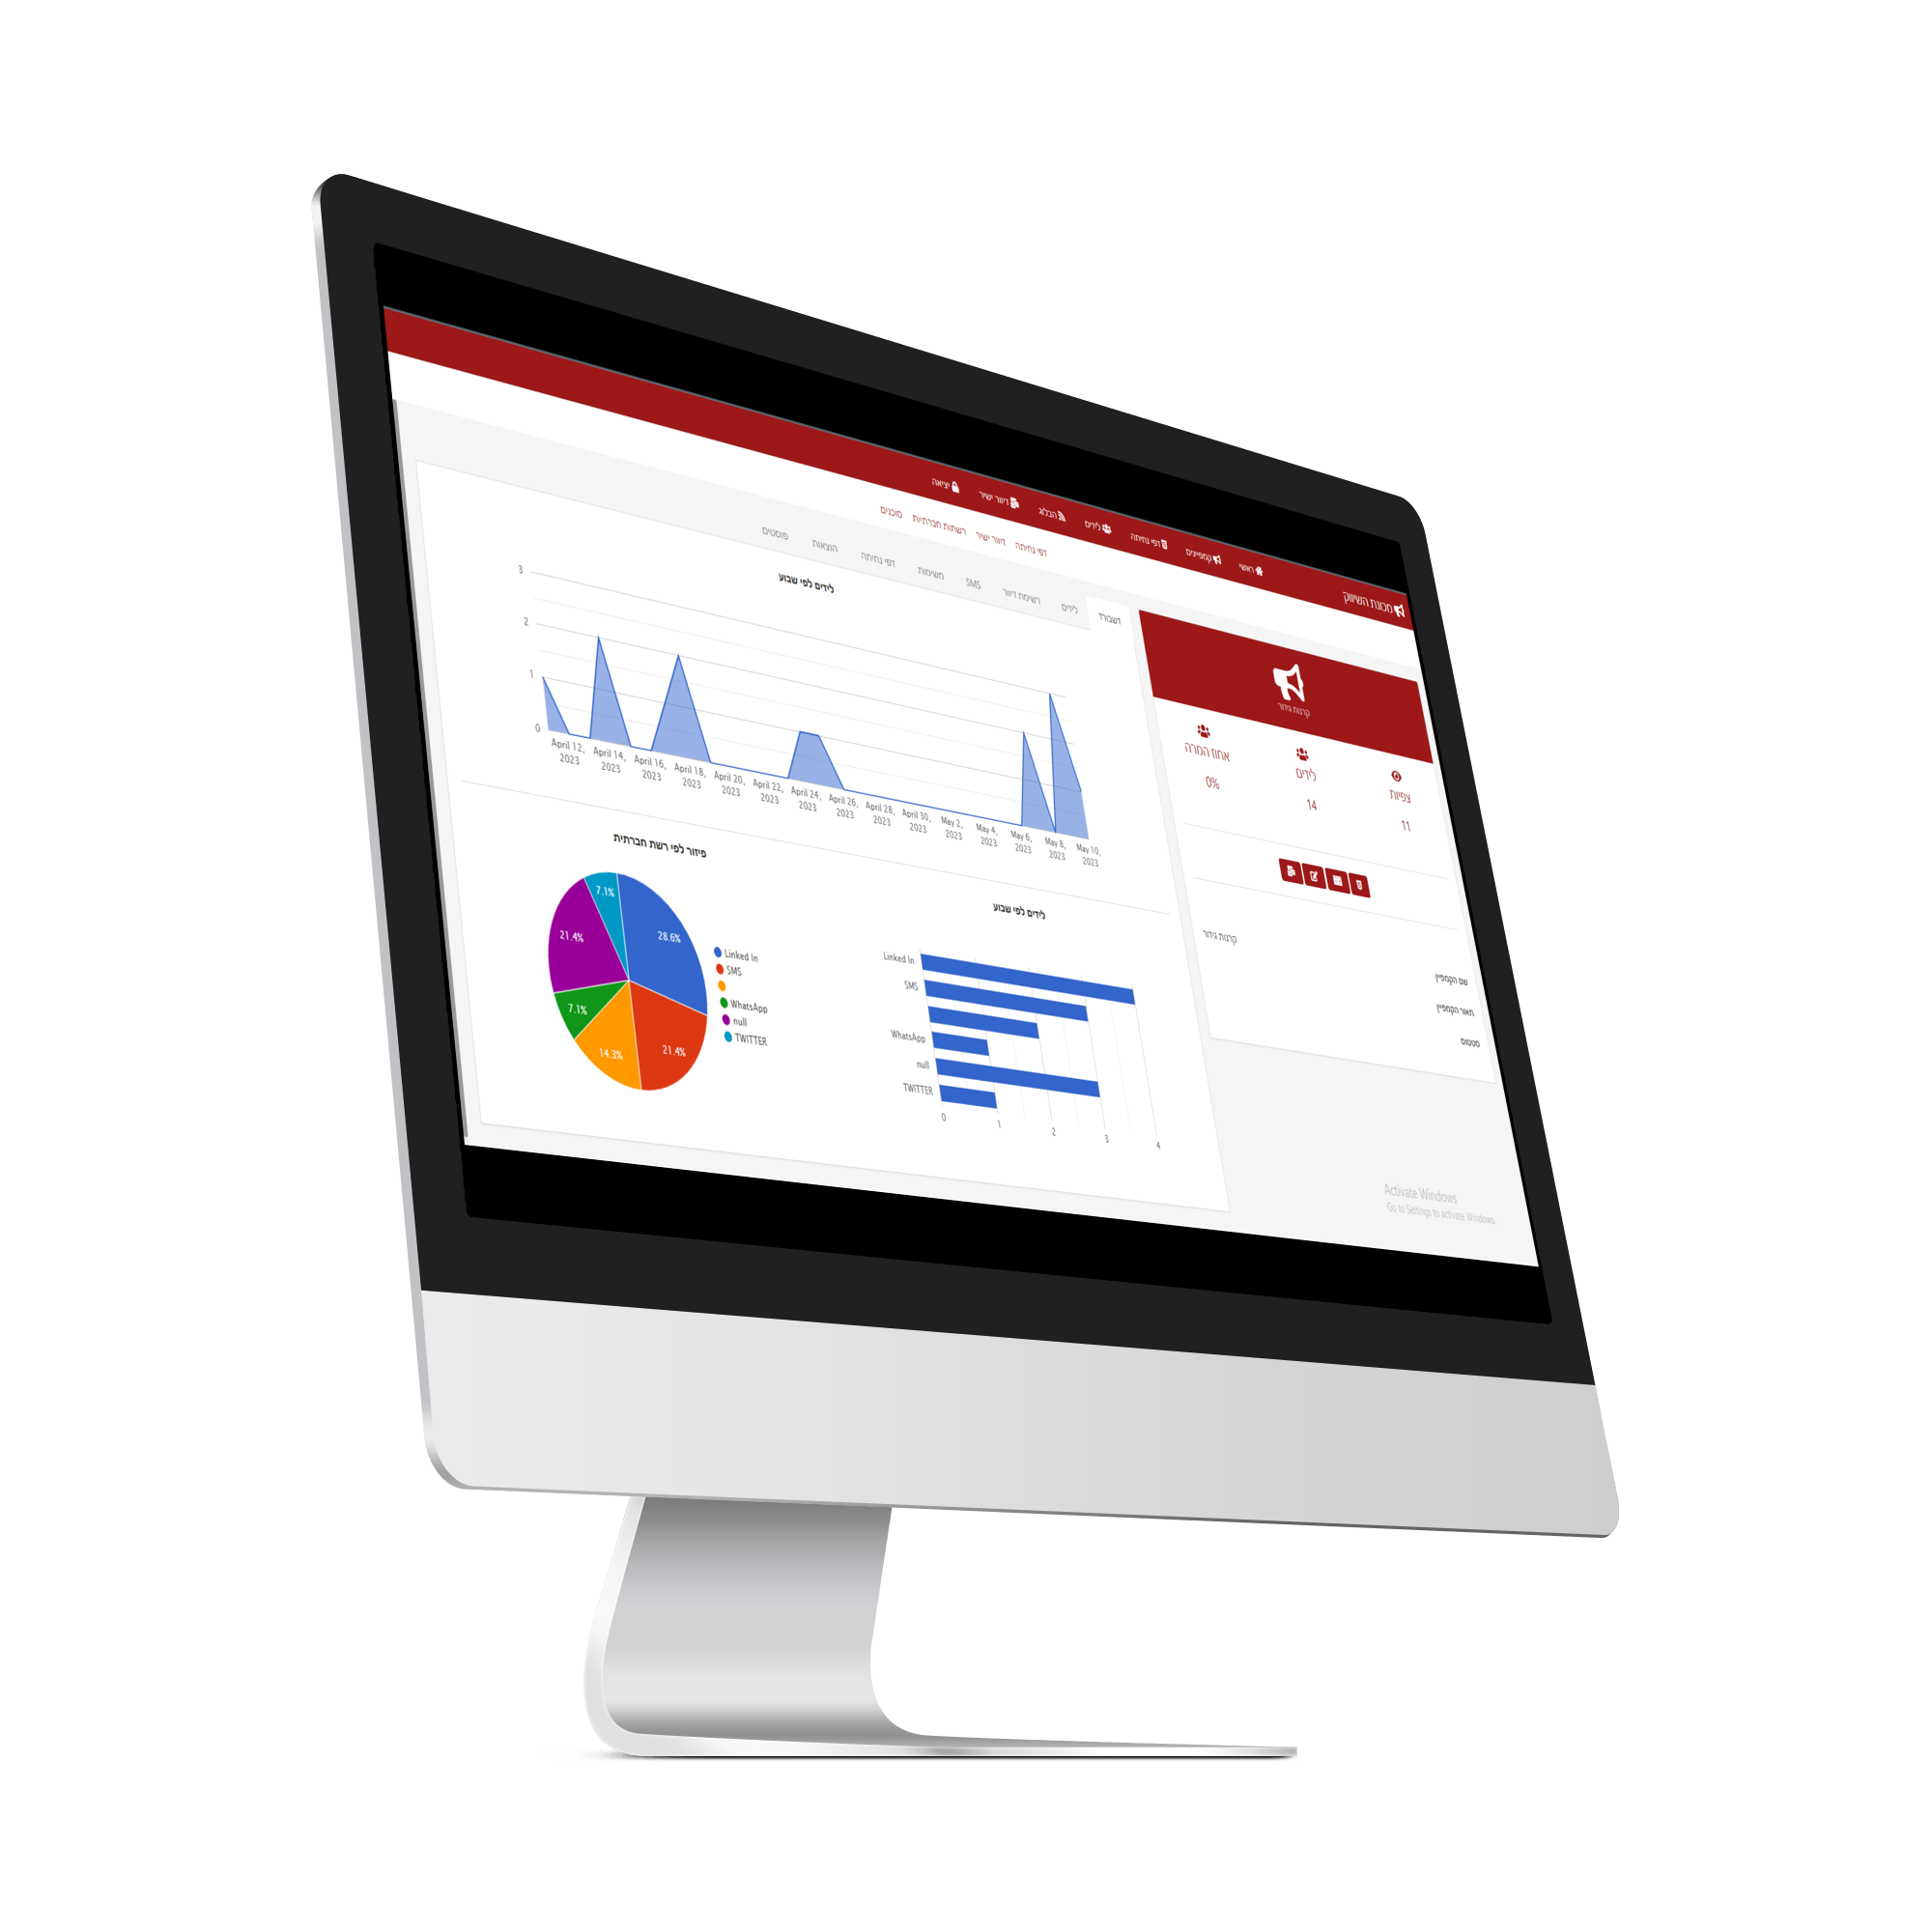 מכונת השיווק
ראשי
קמפיינים
דפי נחיתה
לידים
הבלוג
דיוור ישיר
יציאה
דפי נחיתה
דיוור ישיר
רשתות חברתיות
סוכנים
קרנות גידור
צפיות
11
לידים
14
אחוז המרה
0%
קרנות גידור
שם הקמפיין
תאור הקמפיין
סטטוס
דשבורד
לידים
רשימת דיוור
SMS
משימות
דפי נחיתה
הוצאות
פוסטים
לידים לפי שבוע
3
2
1
0
April 12, 2023
April 14, 2023
April 16, 2023
April 18, 2023
April 20, 2023
April 22, 2023
April 24, 2023
April 26, 2023
April 28, 2023
April 30, 2023
May 2, 2023
May 4, 2023
May 6, 2023
May 8, 2023
May 10, 2023
פיזור לפי רשת חברתית
7.1%
28.6%
21.4%
7.1%
14.3%
21.4%
Linked In
SMS
WhatsApp
null
TWITTER
לידים לפי שבוע
Linked In
SMS
WhatsApp
null
TWITTER
0
1
2
3
4
Activate Windows
Go to Settings to activate Windows.